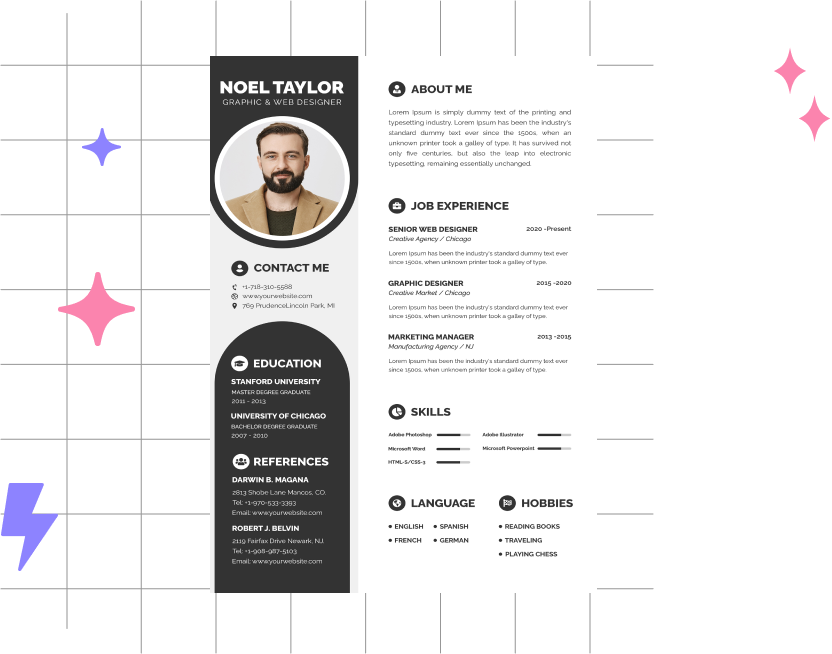 NOEL TAYLOR
GRAPHIC & WEB DESIGNER
CONTACT ME
+1-718-310-5588
www.yourwebsite.com
769 PrudenceLincoln Park, MI
EDUCATION
STANFORD UNIVERSITY
MASTER DEGREE GRADUATE
2011 - 2013
UNIVERSITY OF CHICAGO
BACHELOR DEGREE GRADUATE
2007 - 2010
REFERENCES
DARWIN B. MAGANA
2813 Shobe Lane Mancos, CO.
Tel: +1-970-533-3393
Email: www.yourwebsite.com
ROBERT J. BELVIN
2119 Fairfax Drive Newark, NJ.
Tel: +1-908-987-5103
Email: www.yourwebsite.com
ABOUT ME
Lorem Ipsum is simply dummy text of the printing and
typesetting industry. Lorem Ipsum has been the industry's
standard dummy text ever since the 1500s, when an
unknown printer took a galley of type. It has survived not
only five centuries, but also the leap into electronic
typesetting, remaining essentially unchanged.
JOB EXPERIENCE
SENIOR WEB DESIGNER 2020 -Present
Creative Agency / Chicago
Lorem Ipsum has been the industry's standard dummy text ever
since 1500s, when unknown printer took a galley of type.
GRAPHIC DESIGNER 2015 -2020
Creative Market / Chicago
Lorem Ipsum has been the industry's standard dummy text ever
since 1500s, when unknown printer took a galley of type.
MARKETING MANAGER 2013 -2015
Manufacturing Agency / NJ
Lorem Ipsum has been the industry's standard dummy text ever
since 1500s, when unknown printer took a galley of type.
SKILLS
Adobe Photoshop Adobe Illustrator
Microsoft Word Microsoft Powerpoint
HTML-5/CSS-3
LANGUAGE
ENGLISH SPANISH
FRENCH GERMAN
HOBBIES
READING BOOKS
TRAVELING
PLAYING CHESS